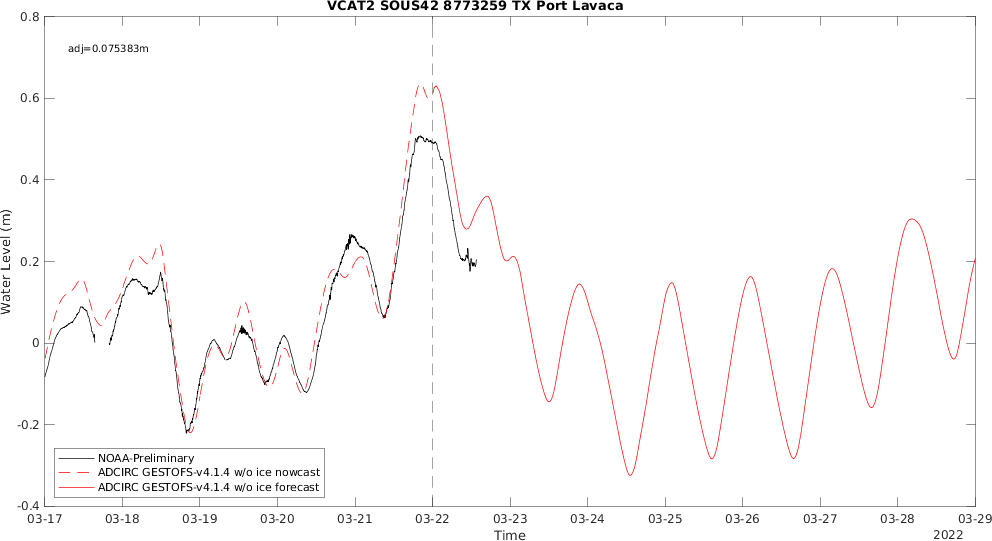 VCAT2 SOUS42 8773259 TX Port Lavaca
adj=0.075383m
Water Level (m)
0.8
0.6
0.4
0.2
0
-0.2
-0.4
NOAA-Preliminary
ADCIRC GESTOFS-v4.1.4 w/o ice nowcast
ADCIRC GESTOFS-v4.1.4 w/o ice forecast
03-17 03-18 03-19 03-20 03-21 03-22 03-23 03-24 03-25 03-26 03-27 03-28 03-29
Time
2022